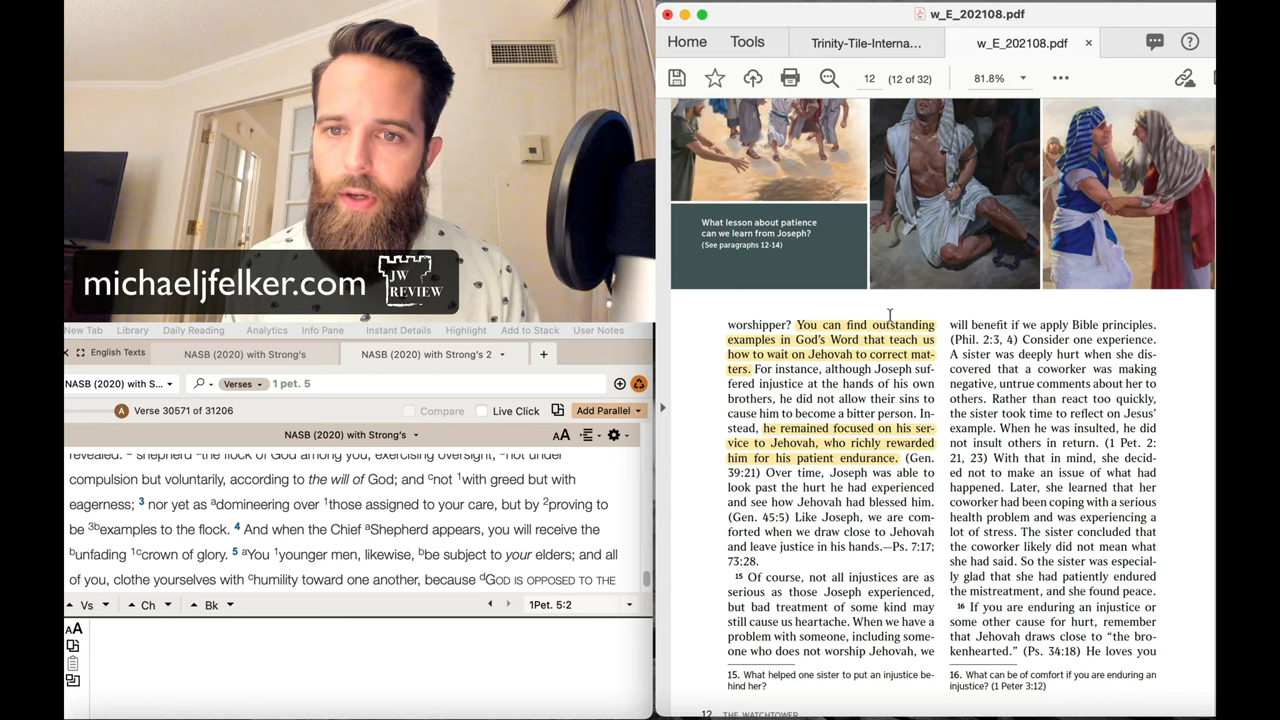 michaeljfelker.com
JW
REVIEW
New Tab Library Daily Reading Analytics Info Pane Instant Details Highlight Add to Stack User Notes
English Texts NASB (2020) with Strong's NASB (2020) with Strong's 2 +
NASB (2020) with S... Verses 1 pet. 5
A Verse 30571 of 31206 Compare Live Click Add Parallel
NASB (2020) with Strong's AA
revealed. shepherd the flock of God among you, exercising oversight, not under
compulsion but voluntarily, according to the will of God; and cnot 1with greed but with
eagerness; 3 nor yet as adomineering over 1those assigned to your care, but by 2proving to
be 3bexamples to the flock. 4 And when the Chief aShepherd appears, you will receive the
bunfading 1ccrown of glory. 5 aYou 1younger men, likewise, bbe subject to your elders; and all
of you, clothe yourselves with chumility toward one another, because dGOD IS OPPOSED TO THE
Vs Ch Bk 1Pet. 5:2
AA
w_E_202108.pdf
Home Tools Trinity-Tile-Interna... w_E_202108.pdf ×
12 (12 of 32) 81.8%
What lesson about patience
can we learn from Joseph?
(See paragraphs 12-14)
worshipper? You can find outstanding
examples in God's Word that teach us
how to wait on Jehovah to correct mat-
ters. For instance, although Joseph suf-
fered injustice at the hands of his own
brothers, he did not allow their sins to
cause him to become a bitter person. In-
stead, he remained focused on his ser-
vice to Jehovah, who richly rewarded
him for his patient endurance. (Gen.
39:21) Over time, Joseph was able to
look past the hurt he had experienced
and see how Jehovah had blessed him.
(Gen. 45:5) Like Joseph, we are com-
forted when we draw close to Jehovah
and leave justice in his hands.—Ps. 7:17;
73:28.
15 Of course, not all injustices are as
serious as those Joseph experienced,
but bad treatment of some kind may
still cause us heartache. When we have a
problem with someone, including some-
one who does not worship Jehovah, we
15. What helped one sister to put an injustice be-
hind her?
12 THE WATCHTOWER
will benefit if we apply Bible principles.
(Phil. 2:3, 4) Consider one experience.
A sister was deeply hurt when she dis-
covered that a coworker was making
negative, untrue comments about her to
others. Rather than react too quickly,
the sister took time to reflect on Jesus'
example. When he was insulted, he did
not insult others in return. (1 Pet. 2:
21, 23) With that in mind, she decid-
ed not to make an issue of what had
happened. Later, she learned that her
coworker had been coping with a serious
health problem and was experiencing a
lot of stress. The sister concluded that
the coworker likely did not mean what
she had said. So the sister was especial-
ly glad that she had patiently endured
the mistreatment, and she found peace.
16 If you are enduring an injustice or
some other cause for hurt, remember
that Jehovah draws close to “the bro-
kenhearted.” (Ps. 34:18) He loves you
16. What can be of comfort if you are enduring an
injustice? (1 Peter 3:12)